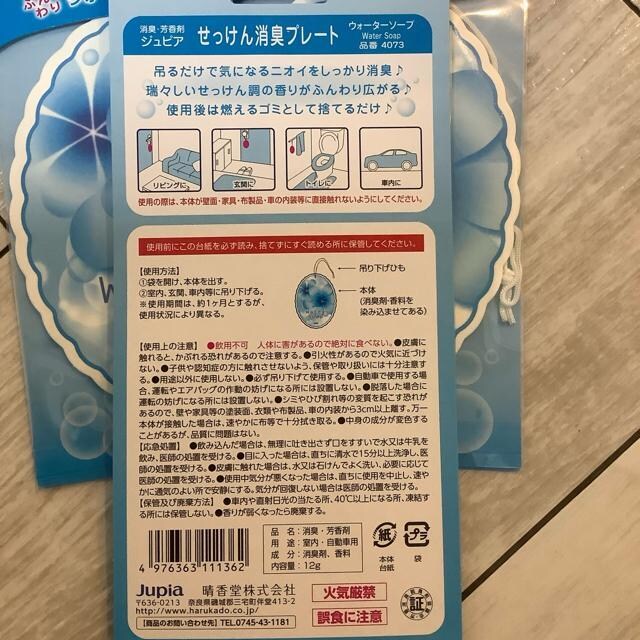 消臭・芳香剤
ジュピア
せっけん消臭プレート
ウォーターソープ
Water Soap
品番 4073
吊るだけで気になるニオイをしっかり消臭♪
瑞々しいせっけん調の香りがふんわり広がる♪
使用後は燃えるゴミとして捨てるだけ♪
リビングに
玄関に
トイレに
車内に
使用の際は、本体が壁面・家具・布製品・車の内装等に直接触れないようにしてください。
使用前にこの台紙を必ず読み、捨てずにすぐ読める所に保管してください。
【使用方法】
①袋を開け、本体を出す。
②室内、玄関、車内等に吊り下げる。
※使用期間は、約1ヶ月とするが、
使用状況により異なる。
吊り下げひも
本体
(消臭剤・香料を
染み込ませてある)
【使用上の注意】 ●飲用不可 人体に害があるので絶対に食べない。●皮膚
に触れると、かぶれる恐れがあるので注意する。●引火性があるので火気に近づけ
ない。●子供や認知症の方に触れさせないよう、保管や取り扱いには十分注意す
る。●用途以外に使用しない。●必ず吊り下げて使用する。●自動車で使用する場
合、運転やエアバッグの作動の妨げになる所には設置しない。●脱落した場合に
運転の妨げになる所には設置しない。●シミやひび割れ等の変質を起こす恐れが
あるので、壁や家具等の塗装面、衣類や布製品、車の内装から3cm以上離す。万一
本体が接触した場合は、速やかに布等で十分拭き取る。●中身の成分が変色する
ことがあるが、品質に問題はない。
【応急処置】 ●飲み込んだ場合は、無理に吐き出さず口をすすいで水又は牛乳を
飲み、医師の処置を受ける。●目に入った場合は、直ちに清水で15分以上洗浄し、医
師の処置を受ける。●皮膚に触れた場合は、水又は石けんでよく洗い、必要に応じて
医師の処置を受ける。●使用中気分が悪くなった場合は、直ちに使用を中止し、速や
かに通気のよい所で安静にする。気分が回復しない場合は医師の処置を受ける。
【保管及び廃棄方法】 ●車内や直射日光の当たる所、40℃以上になる所、凍結す
る所には保管しない。●香りが弱くなったら廃棄する。
4 976363 111362
品 名:消臭・芳香剤
用 途:室内・自動車用
成 分:消臭剤、香料
内容量:12g
紙
本体
台紙
プラ
袋
Jupia 晴香堂株式会社
〒636-0213 奈良県磯城郡三宅町伴堂413-2
http://www.harukado.co.jp/
【商品のお問い合わせ先】 TEL.0745-43-1181
火気厳禁
誤食に注意
証